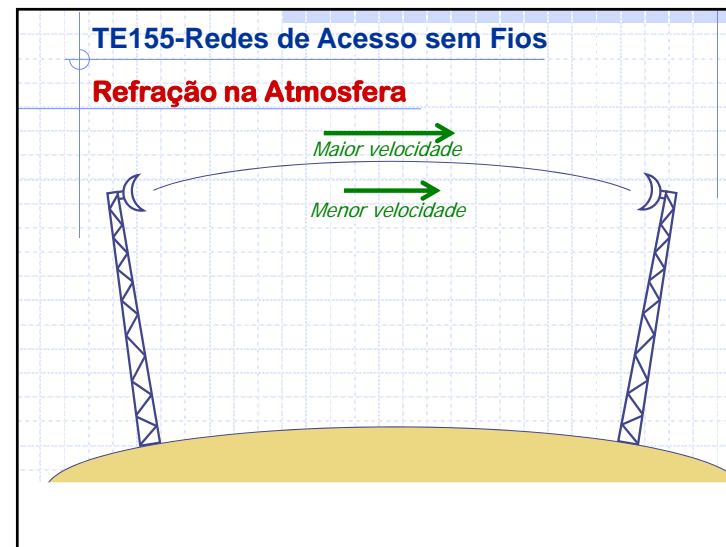 TE155-Redes de Acesso sem Fios
Refração na Atmosfera
Maior velocidade
Menor velocidade